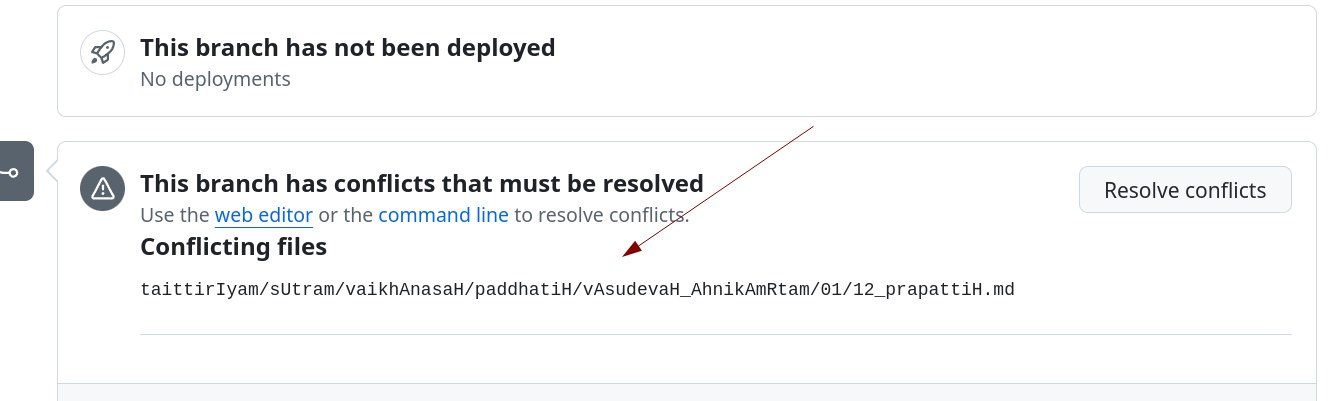 This branch has not been deployed
No deployments
This branch has conflicts that must be resolved
Use the web editor or the command line to resolve conflicts.
Resolve conflicts
Conflicting files
taittirIyam/sUtram/vaikhAnasaH/paddhatiH/vAsudevaH_AhnikAmRtam/01/12_prapattiH.md